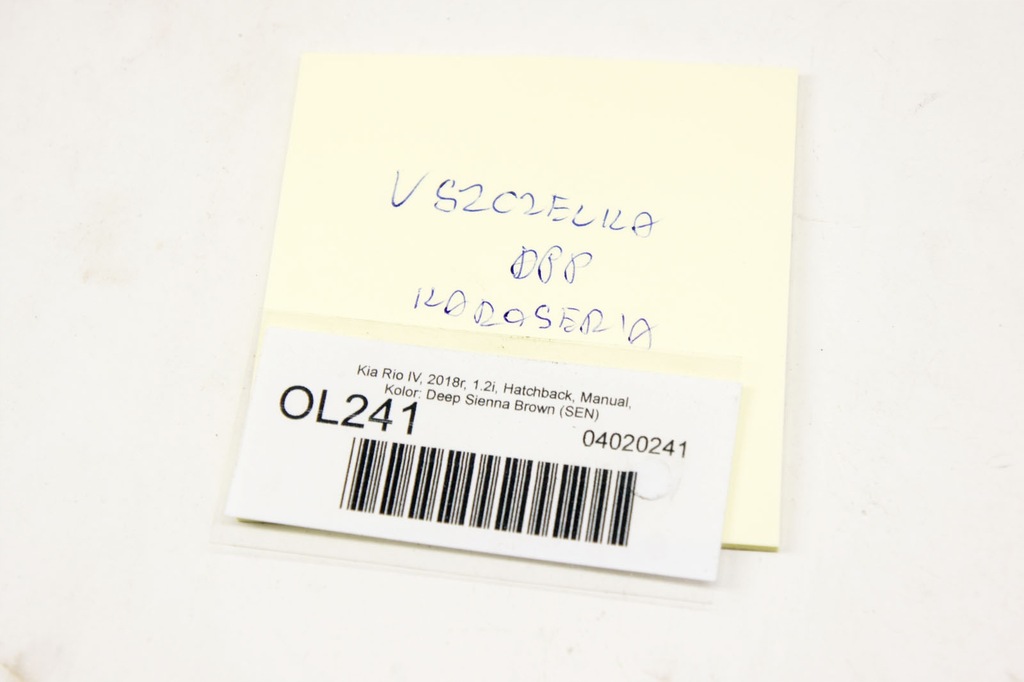 USZCZELKA
DPP
KAROSERIA
Kia Rio IV, 2018r, 1.2i, Hatchback, Manual,
Kolor: Deep Sienna Brown (SEN)
OL241
04020241